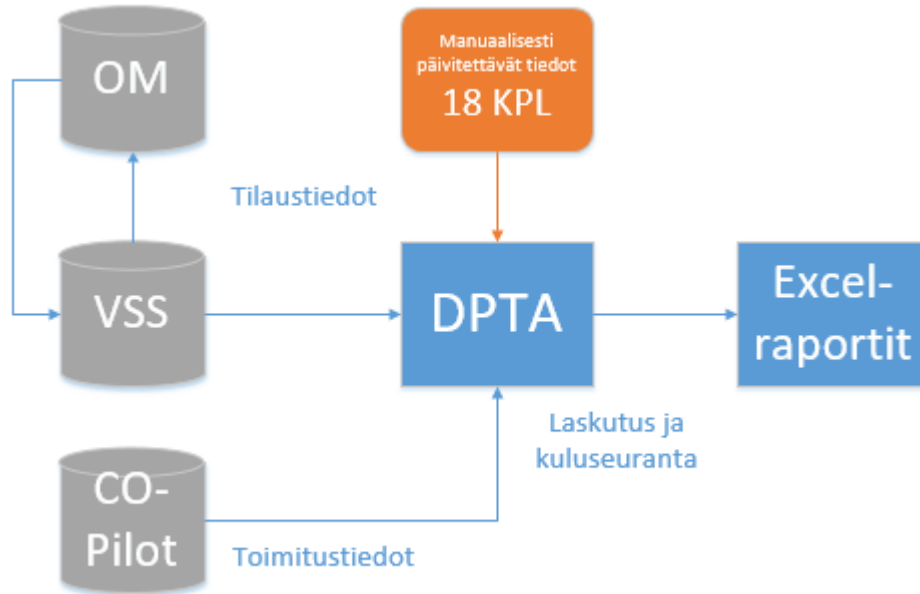 OM
Manuaalisesti
päivitettävät tiedot
18 KPL
Tilaustiedot
VSS
DPTA
Excel-
raportit
Laskutus ja
kuluseuranta
CO-
Pilot
Toimitustiedot